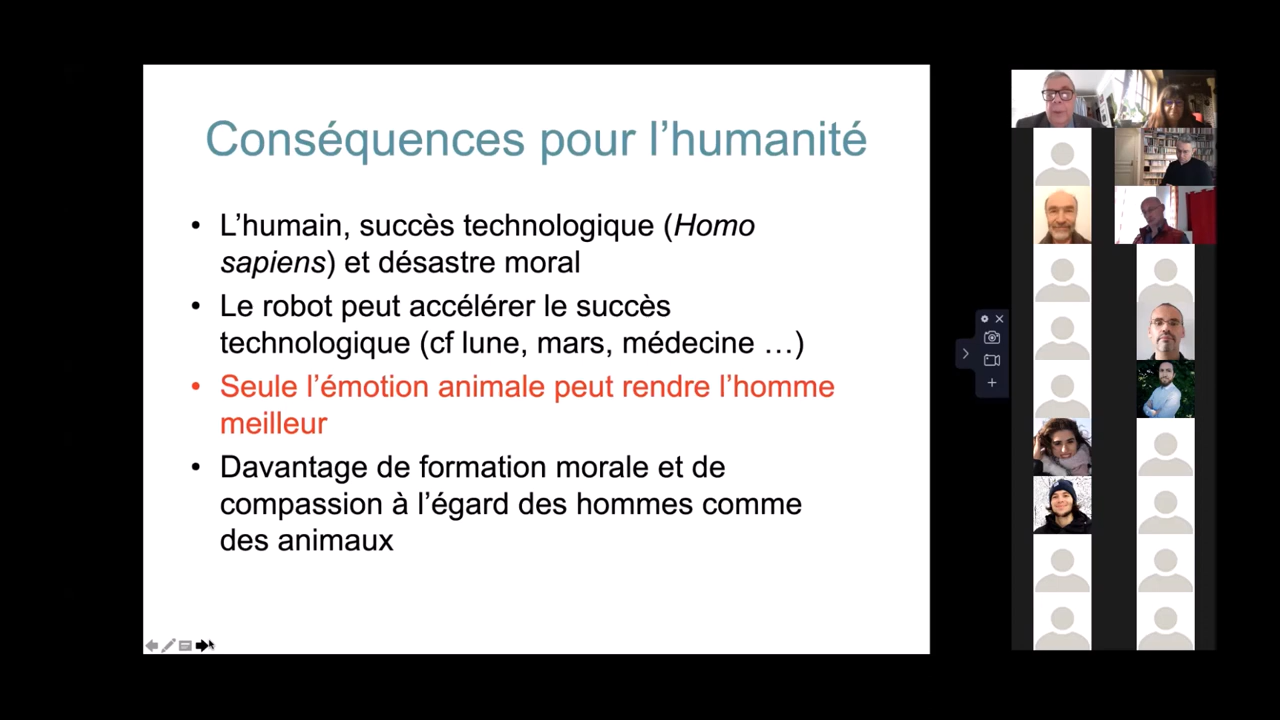 Conséquences pour l’humanité
• L’humain, succès technologique (Homo
sapiens) et désastre moral
• Le robot peut accélérer le succès
technologique (cf lune, mars, médecine …)
• Seule l’émotion animale peut rendre l’homme
meilleur
• Davantage de formation morale et de
compassion à l’égard des hommes comme
des animaux